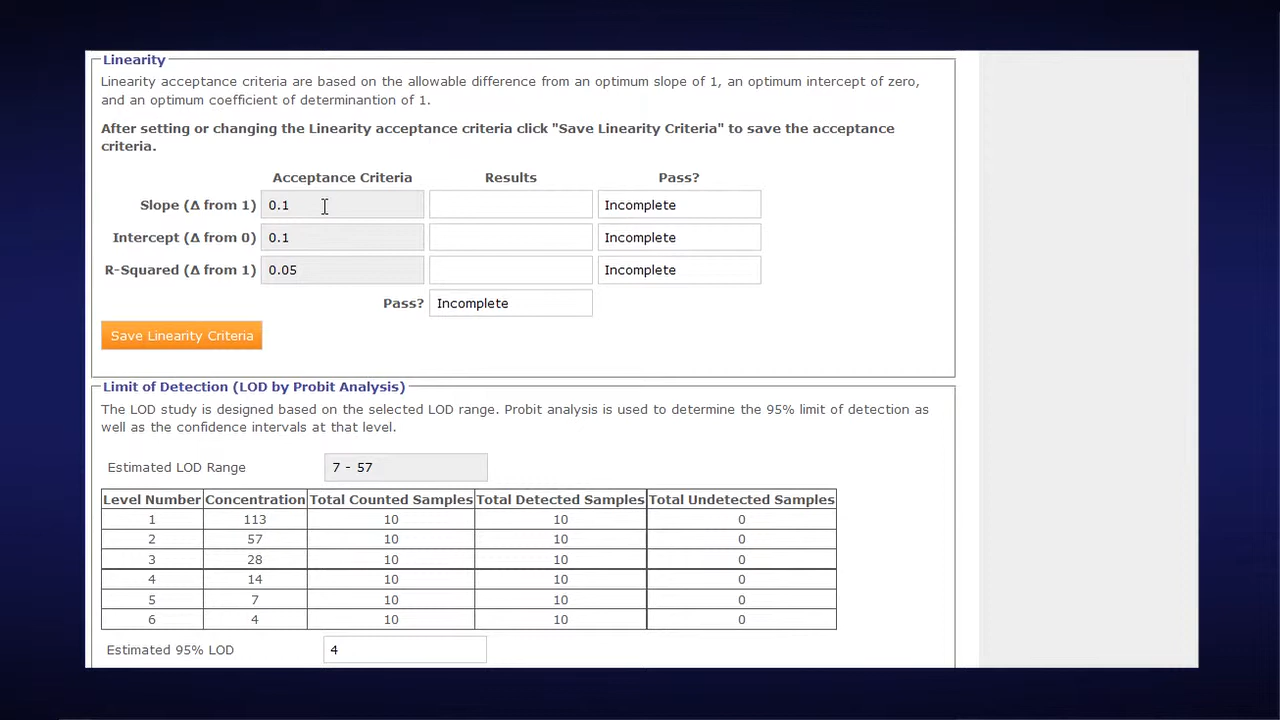 Linearity
Linearity acceptance criteria are based on the allowable difference from an optimum slope of 1, an optimum intercept of zero,
and an optimum coefficient of determinantion of 1.
After setting or changing the Linearity acceptance criteria click "Save Linearity Criteria" to save the acceptance
criteria.
Acceptance Criteria Results Pass?
Slope (Δ from 1) 0.1 Incomplete
Intercept (Δ from 0) 0.1 Incomplete
R-Squared (Δ from 1) 0.05 Incomplete
Pass? Incomplete
Save Linearity Criteria
Limit of Detection (LOD by Probit Analysis)
The LOD study is designed based on the selected LOD range. Probit analysis is used to determine the 95% limit of detection as
well as the confidence intervals at that level.
Estimated LOD Range 7 - 57
Level Number Concentration Total Counted Samples Total Detected Samples Total Undetected Samples
1 113 10 10 0
2 57 10 10 0
3 28 10 10 0
4 14 10 10 0
5 7 10 10 0
6 4 10 10 0
Estimated 95% LOD 4